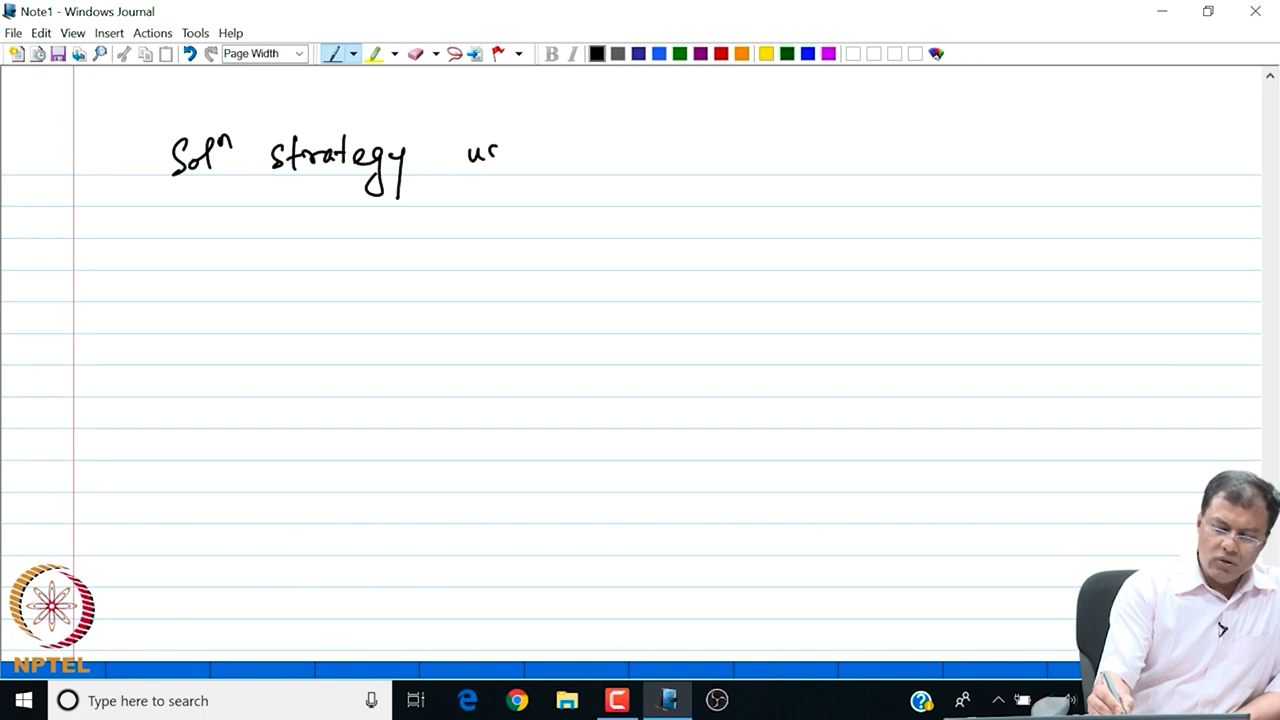 Note1 - Windows Journal
File Edit View Insert Actions Tools Help
Page Width B I
Solⁿ strategy us
NPTEL
Type here to search